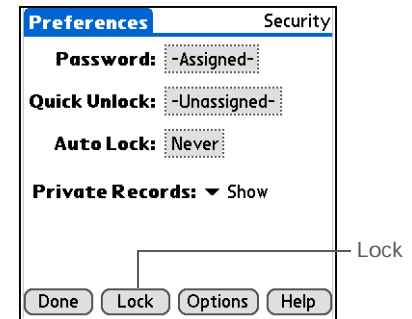 Preferences Security
Password: -Assigned-
Quick Unlock: -Unassigned-
Auto Lock: Never
Private Records: Show
Lock
Done Lock Options Help